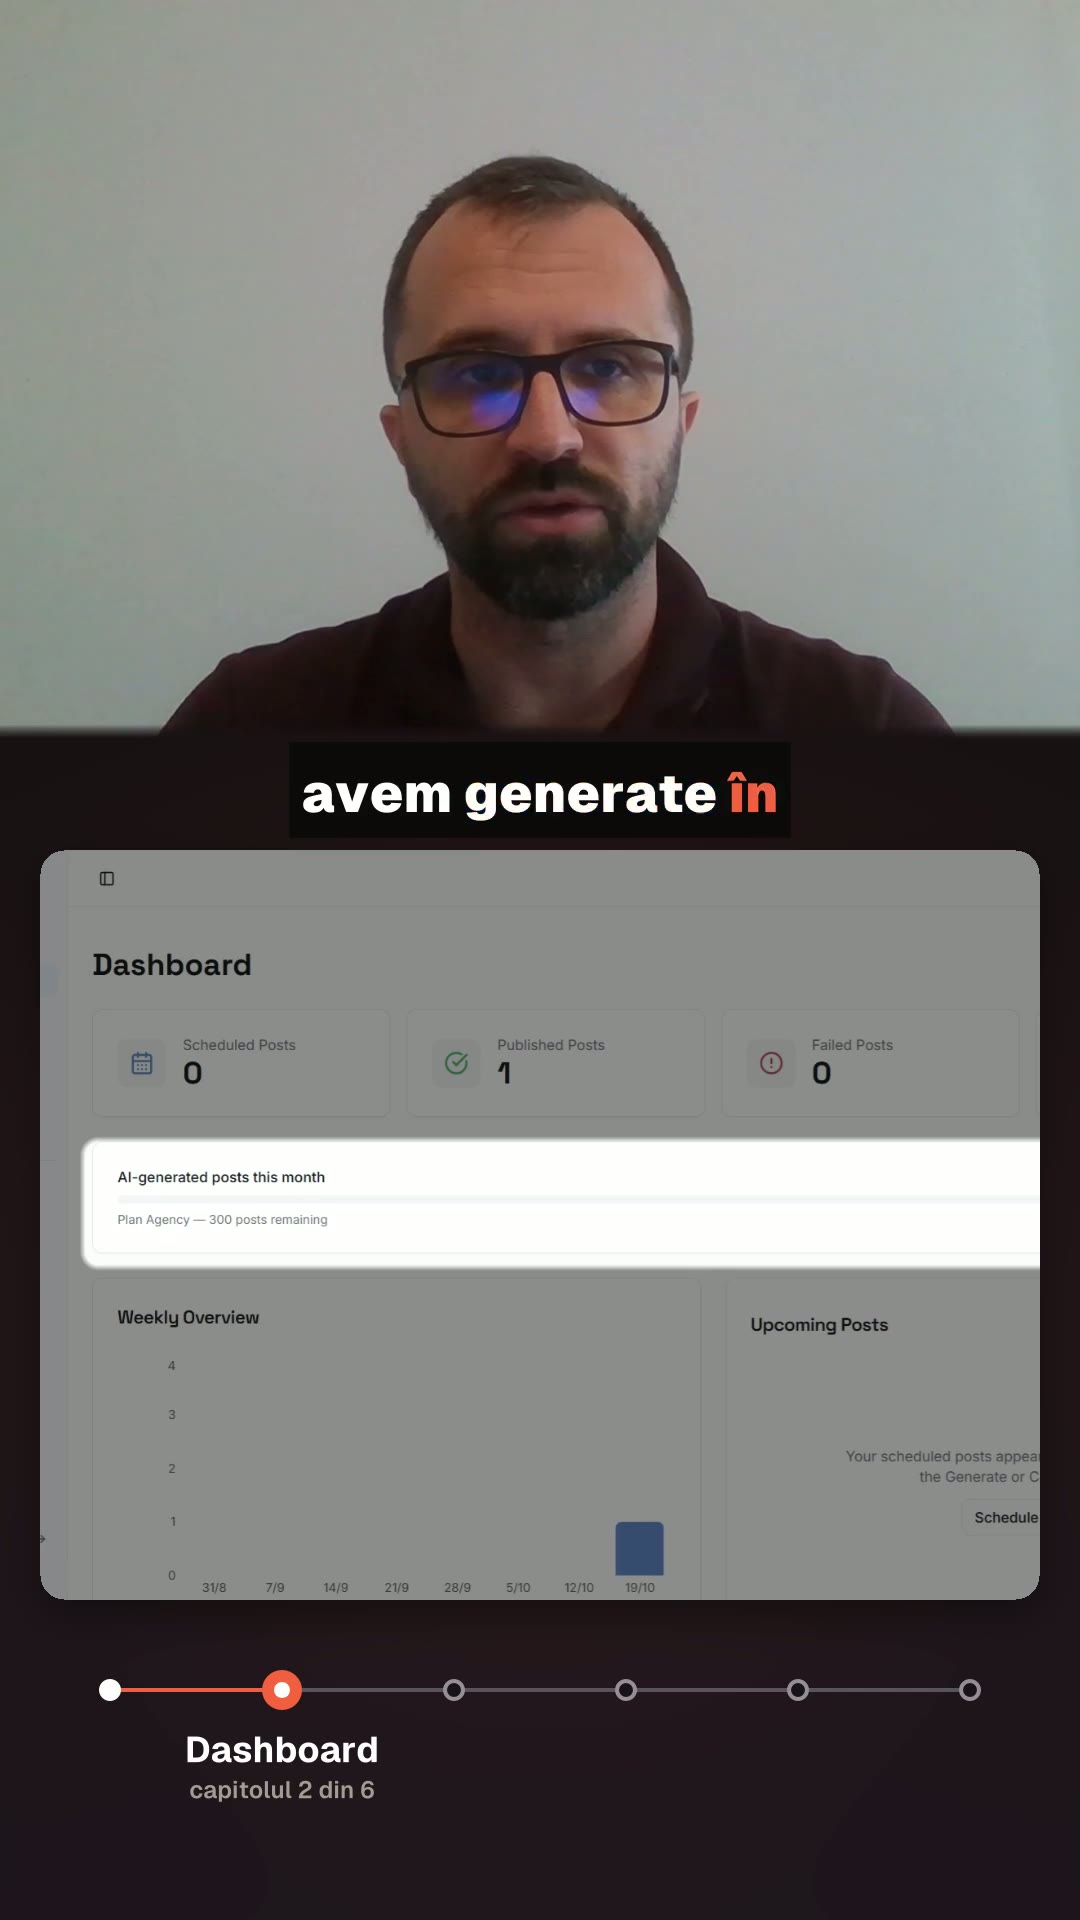 avem generate în
Dashboard
Scheduled Posts
0
Published Posts
1
Failed Posts
0
AI-generated posts this month
Plan Agency — 300 posts remaining
Weekly Overview
4
3
2
1
0
31/8 7/9 14/9 21/9 28/9 5/10 12/10 19/10
Upcoming Posts
Your scheduled posts appear
the Generate or C
Schedule
Dashboard
capitolul 2 din 6